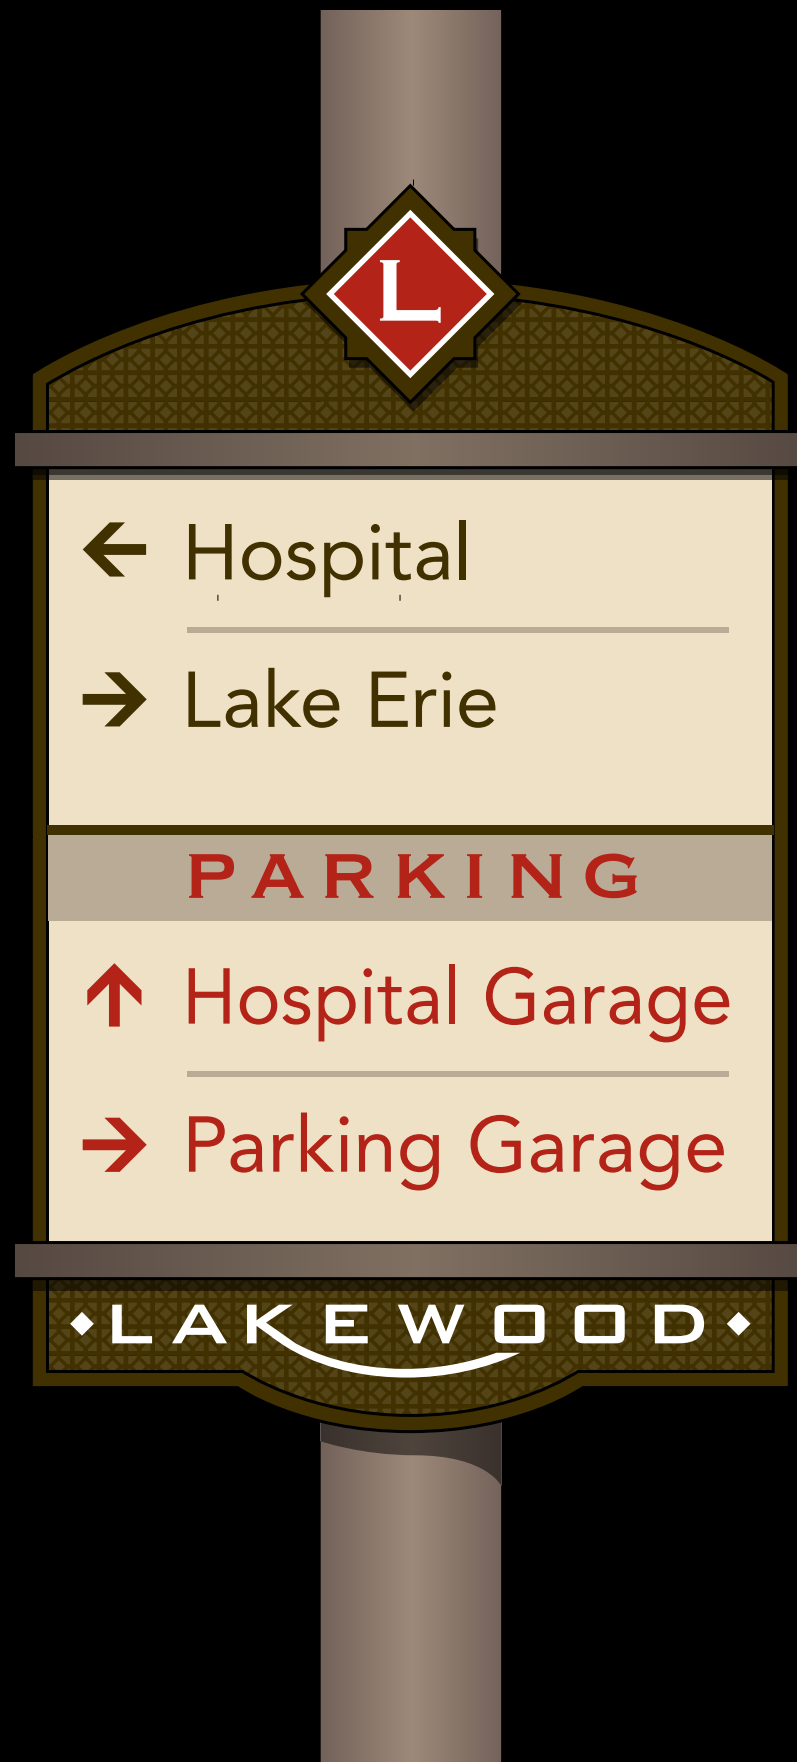 L
← Hospital
→ Lake Erie
PARKING
↑ Hospital Garage
→ Parking Garage
LAKEWOOD